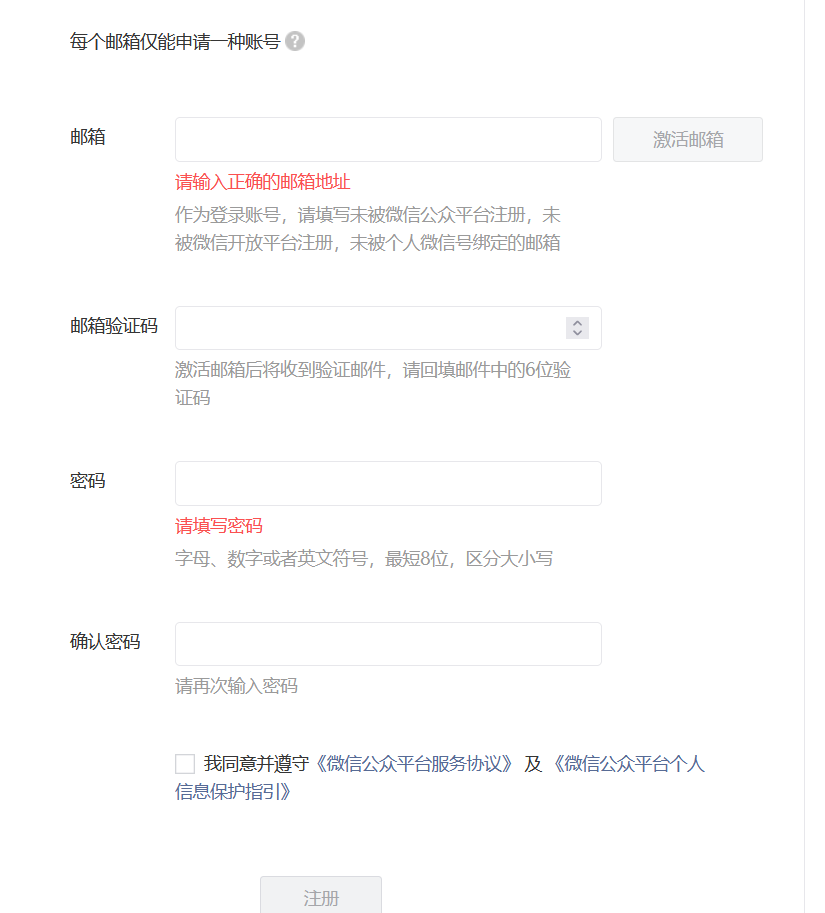 每个邮箱仅能申请一种账号 ?
邮箱
激活邮箱
请输入正确的邮箱地址
作为登录账号，请填写未被微信公众平台注册，未
被微信开放平台注册，未被个人微信号绑定的邮箱
邮箱验证码
激活邮箱后将收到验证邮件，请回填邮件中的6位验
证码
密码
请填写密码
字母、数字或者英文符号，最短8位，区分大小写
确认密码
请再次输入密码
我同意并遵守《微信公众平台服务协议》 及 《微信公众平台个人
信息保护指引》
注册